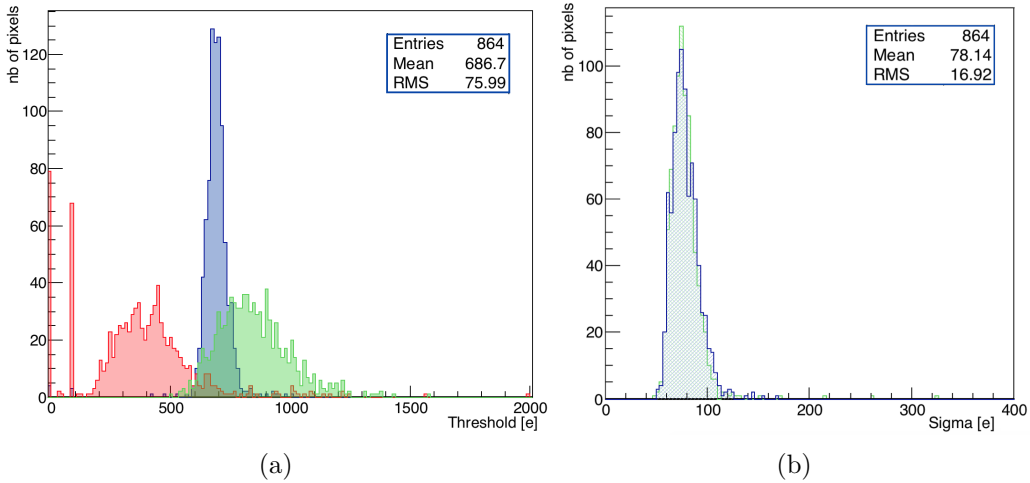 nb of pixels
120
100
80
60
40
20
0
0
500
1000
1500
2000
Threshold [e]
Entries 864
Mean 686.7
RMS 75.99
(a)
nb of pixels
100
80
60
40
20
0
0
100
200
300
400
Sigma [e]
Entries 864
Mean 78.14
RMS 16.92
(b)